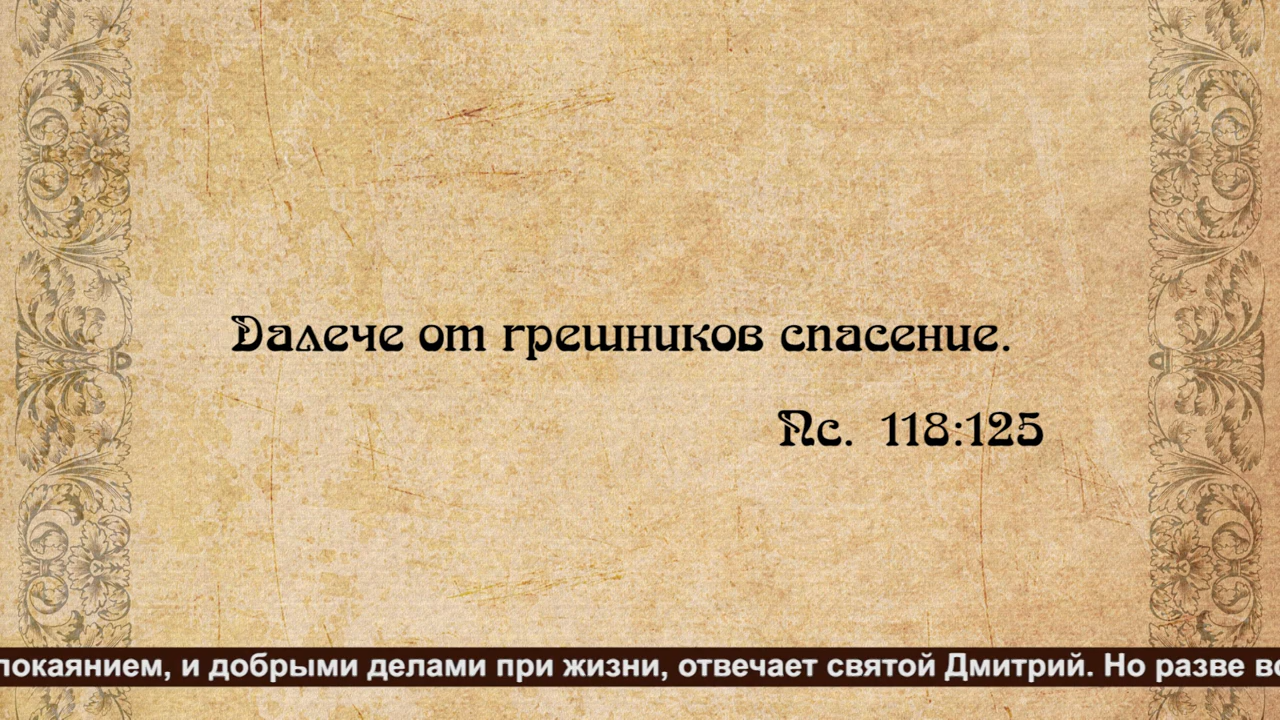 Далече от грешников спасение.
Пс. 118:125
покаянием, и добрыми делами при жизни, отвечает святой Дмитрий. Но разве